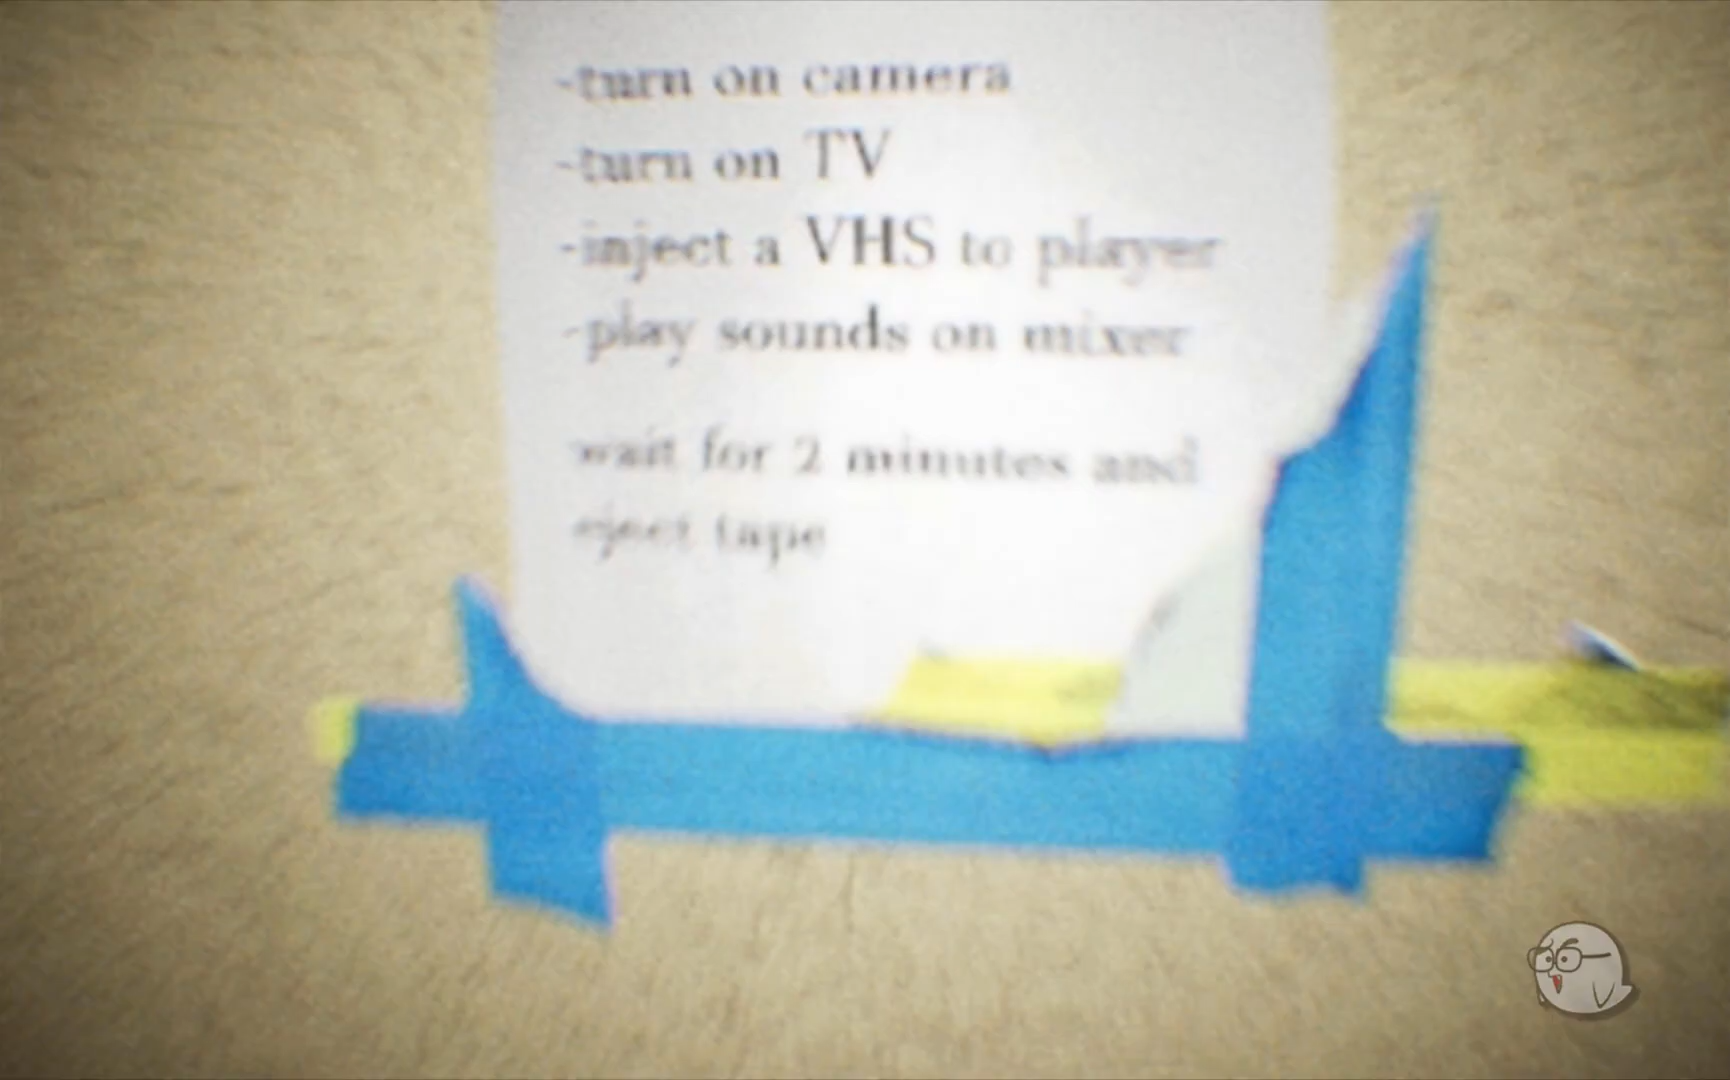 -turn on camera
-turn on TV
-inject a VHS to player
-play sounds on mixer
wait for 2 minutes and
eject tape